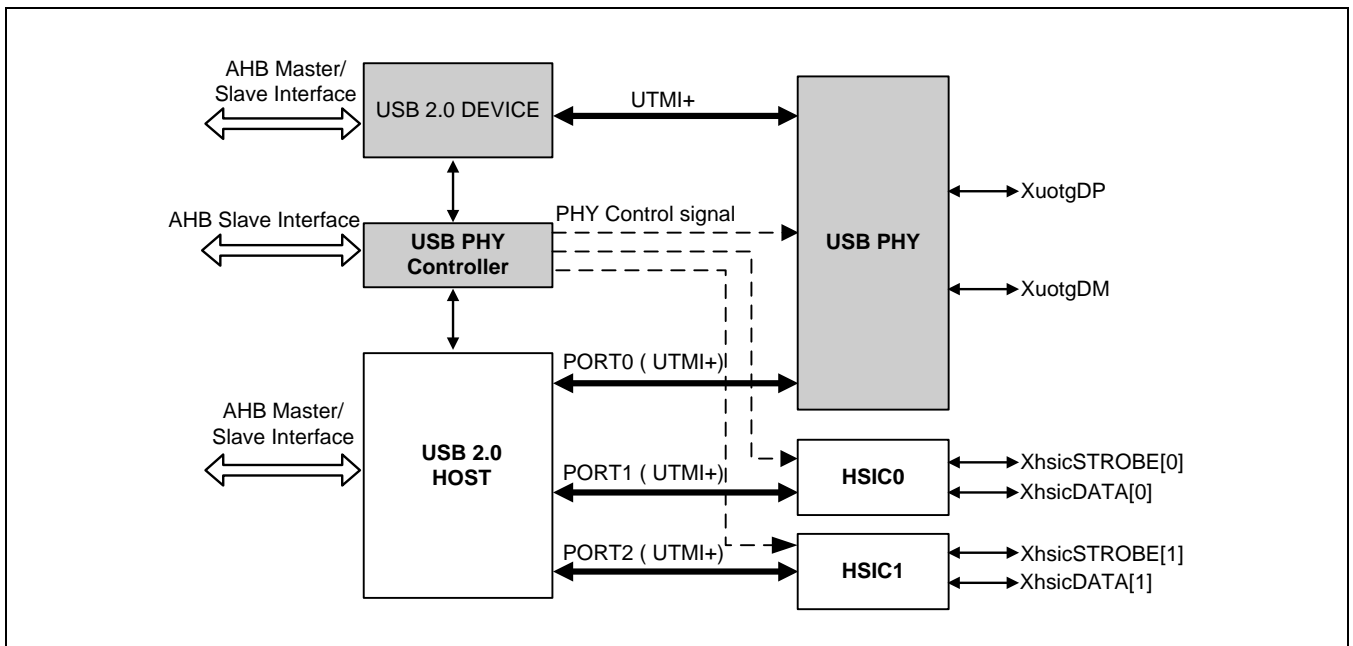 AHB Master/
Slave Interface
USB 2.0 DEVICE
UTMI+
XuotgDP
AHB Slave Interface
PHY Control signal
USB PHY
Controller
USB PHY
XuotgDM
PORT0 ( UTMI+)
AHB Master/
Slave Interface
USB 2.0
HOST
PORT1 ( UTMI+)
HSIC0
XhsicSTROBE[0]
XhsicDATA[0]
PORT2 ( UTMI+)
HSIC1
XhsicSTROBE[1]
XhsicDATA[1]